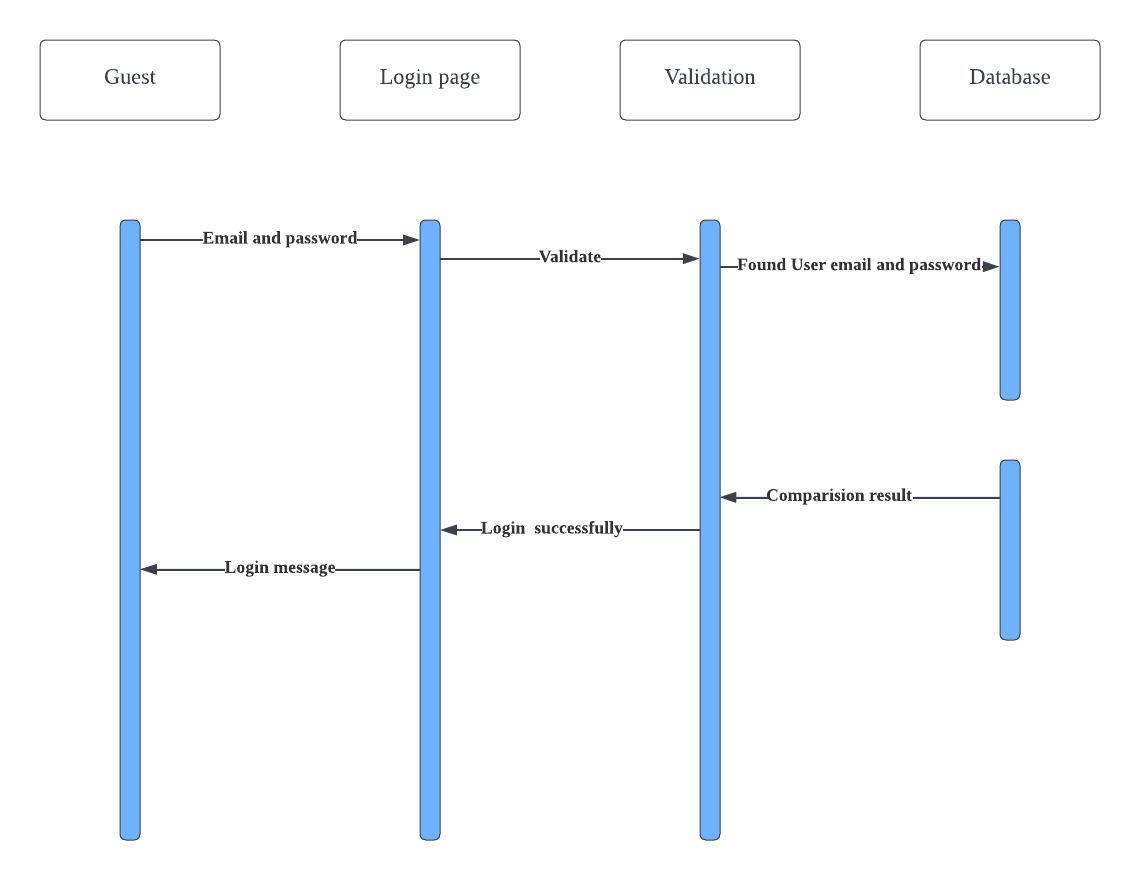 Guest
Login page
Validation
Database
Email and password
Validate
Found User email and password
Comparision result
Login  successfully
Login message